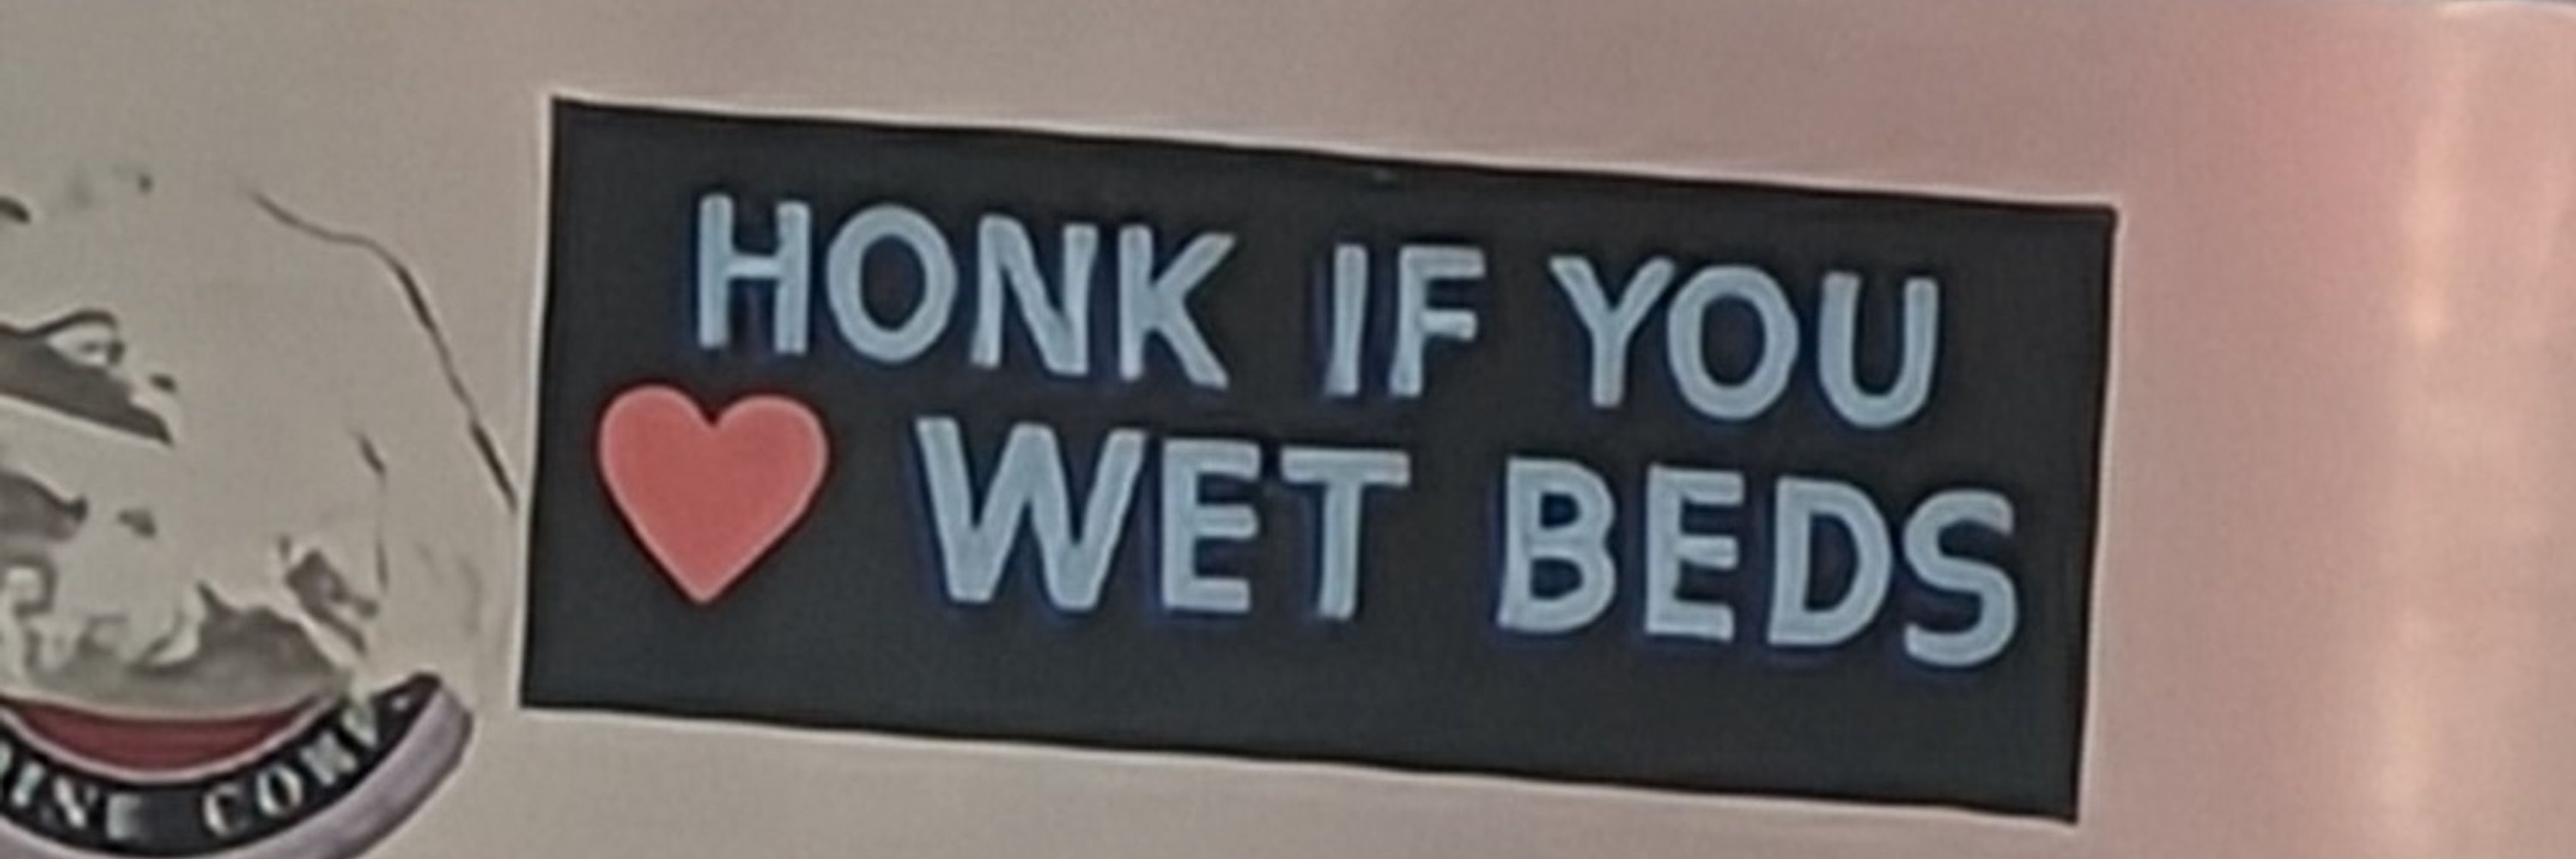 HONK IF YOU
❤ WET BEDS